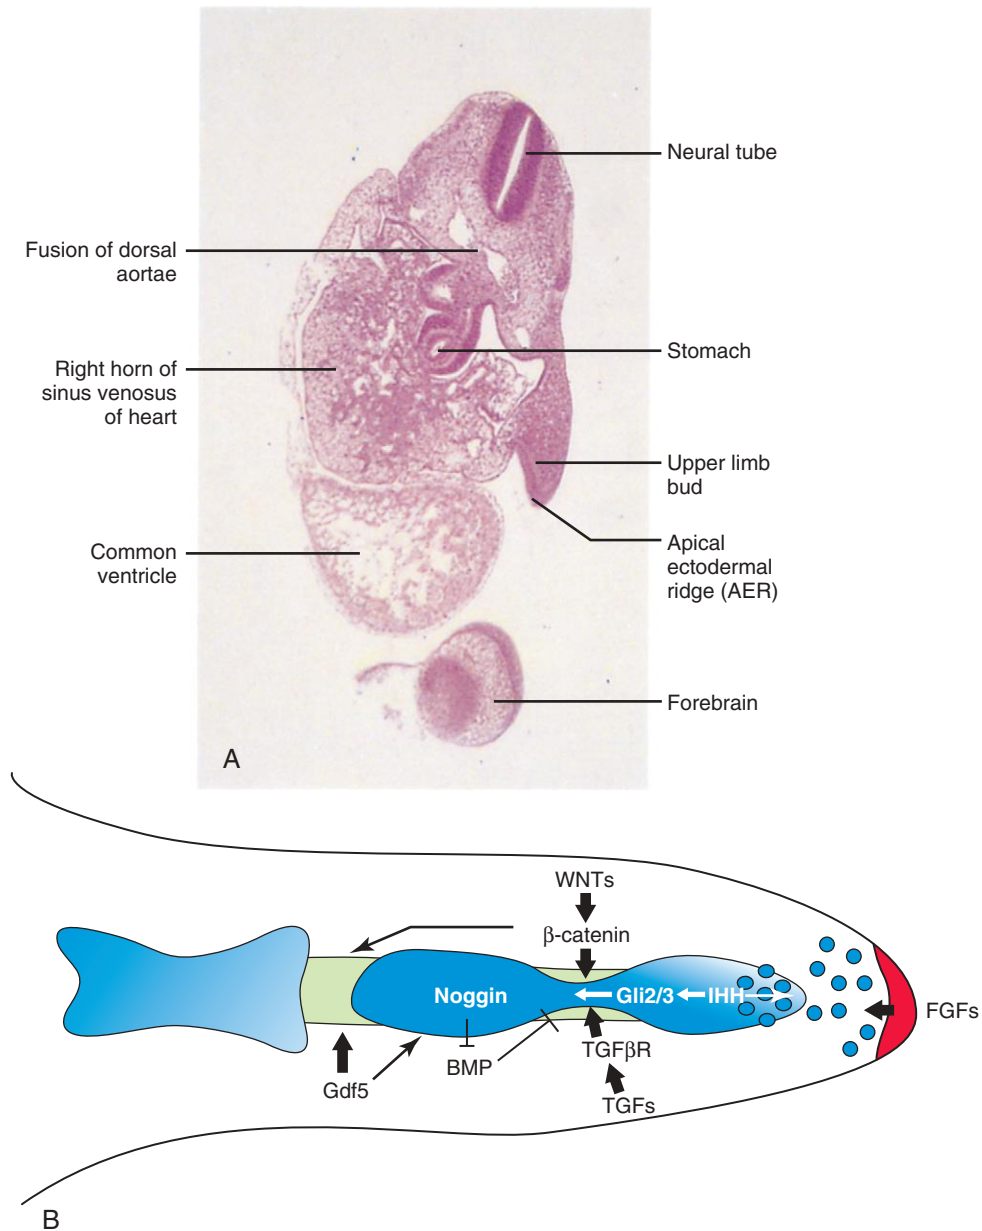 Neural tube
Fusion of dorsal
aortae
Stomach
Right horn of
sinus venosus
of heart
Upper limb
bud
Apical
ectodermal
ridge (AER)
Common
ventricle
Forebrain
A
WNTs
β-catenin
Noggin
Gli2/3
IHH
FGFs
BMP
TGFβR
Gdf5
TGFs
B